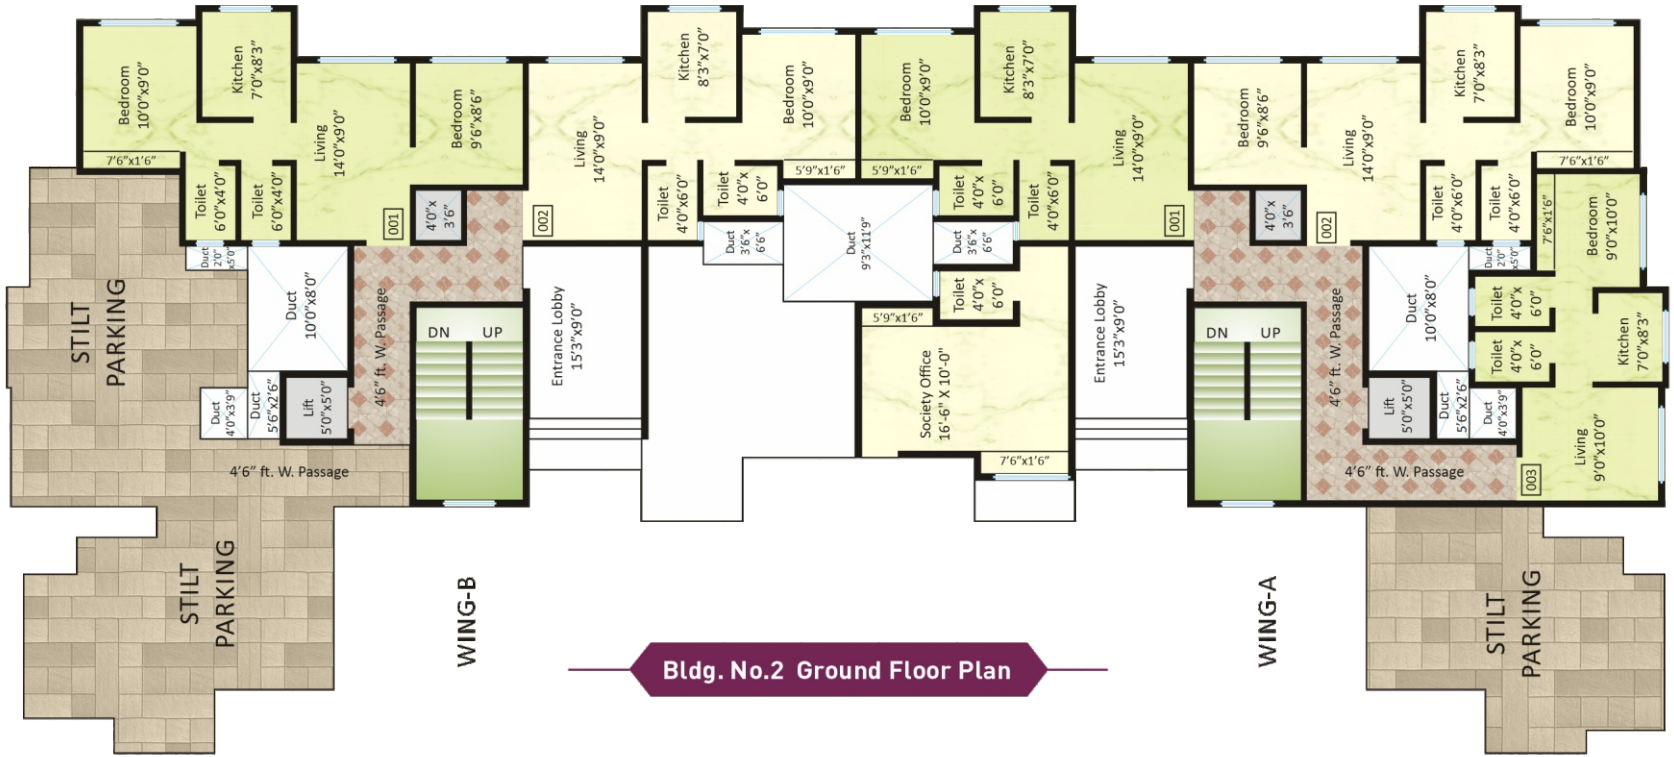 Bedroom
10'0"x9'0"
7'6"x1'6"
Kitchen
7'0"x8'3"
Living
14'0"x9'0"
Bedroom
9'6"x8'6"
Toilet
6'0"x4'0"
Toilet
6'0"x4'0"
001
4'0"x
3'6"
002
Living
14'0"x9'0"
Kitchen
8'3"x7'0"
Bedroom
10'0"x9'0"
5'9"x1'6"
Toilet
4'0"x6'0"
Toilet
4'0"x
6'0"
Duct
3'6"x
6'6"
Duct
9'3"x11'9"
Bedroom
10'0"x9'0"
5'9"x1'6"
Kitchen
8'3"x7'0"
Living
14'0"x9'0"
Toilet
4'0"x
6'0"
Toilet
4'0"x6'0"
Duct
3'6"x
6'6"
001
Bedroom
9'6"x8'6"
4'0"x
3'6"
002
Living
14'0"x9'0"
Kitchen
7'0"x8'3"
Bedroom
10'0"x9'0"
7'6"x1'6"
Toilet
4'0"x6'0"
Toilet
4'0"x6'0"
Duct
2'0"
x5'0"
7'6"x1'6"
Bedroom
9'0"x10'0"
Toilet
4'0"x
6'0"
Toilet
4'0"x
6'0"
Kitchen
7'0"x8'3"
Living
9'0"x10'0"
003
STILT
PARKING
Duct
2'0"
x5'0"
Duct
10'0"x8'0"
Duct
4'0"x3'9"
Duct
5'6"x2'6"
Lift
5'0"x5'0"
4'6" ft. W. Passage
4'6" ft. W. Passage
DN UP
Entrance Lobby
15'3"x9'0"
Toilet
4'0"x
6'0"
5'9"x1'6"
Society Office
16'-6" X 10'-0"
7'6"x1'6"
Entrance Lobby
15'3"x9'0"
DN UP
4'6" ft. W. Passage
4'6" ft. W. Passage
Duct
10'0"x8'0"
Lift
5'0"x5'0"
Duct
5'6"x2'6"
Duct
4'0"x3'9"
STILT
PARKING
WING-B
WING-A
STILT
PARKING
Bldg. No.2 Ground Floor Plan